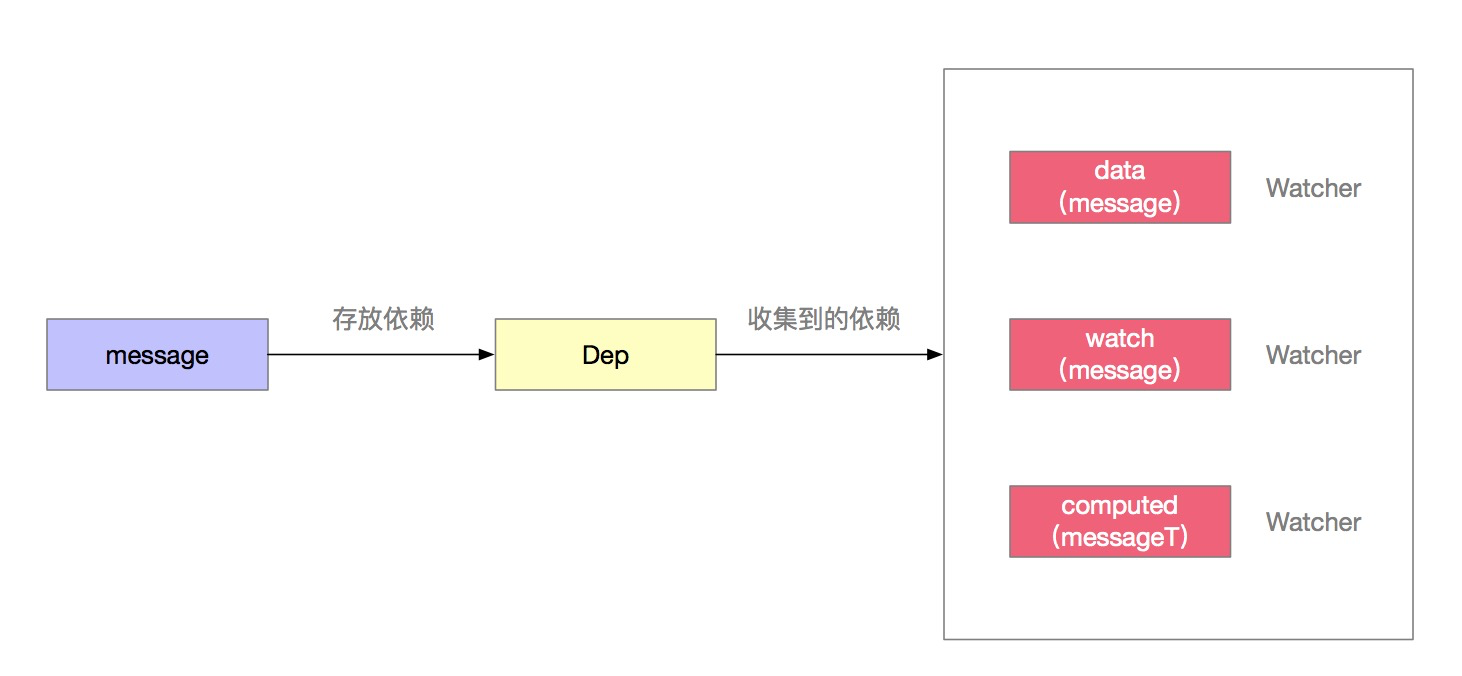 message
存放依赖
Dep
收集到的依赖
data
(message)
Watcher
watch
(message)
Watcher
computed
(messageT)
Watcher